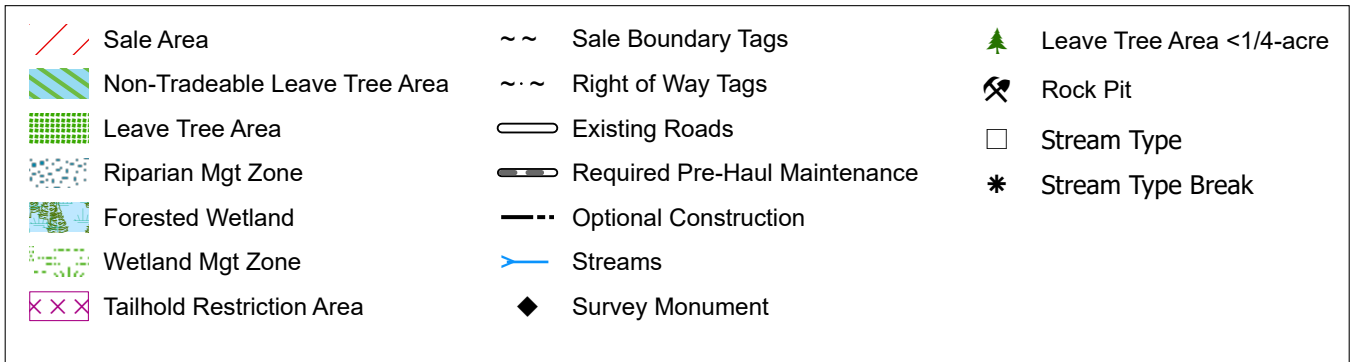 Sale Area
Non-Tradeable Leave Tree Area
Leave Tree Area
Riparian Mgt Zone
Forested Wetland
Wetland Mgt Zone
Tailhold Restriction Area
Sale Boundary Tags
Right of Way Tags
Existing Roads
Required Pre-Haul Maintenance
Optional Construction
Streams
Survey Monument
Leave Tree Area <1/4-acre
Rock Pit
Stream Type
Stream Type Break